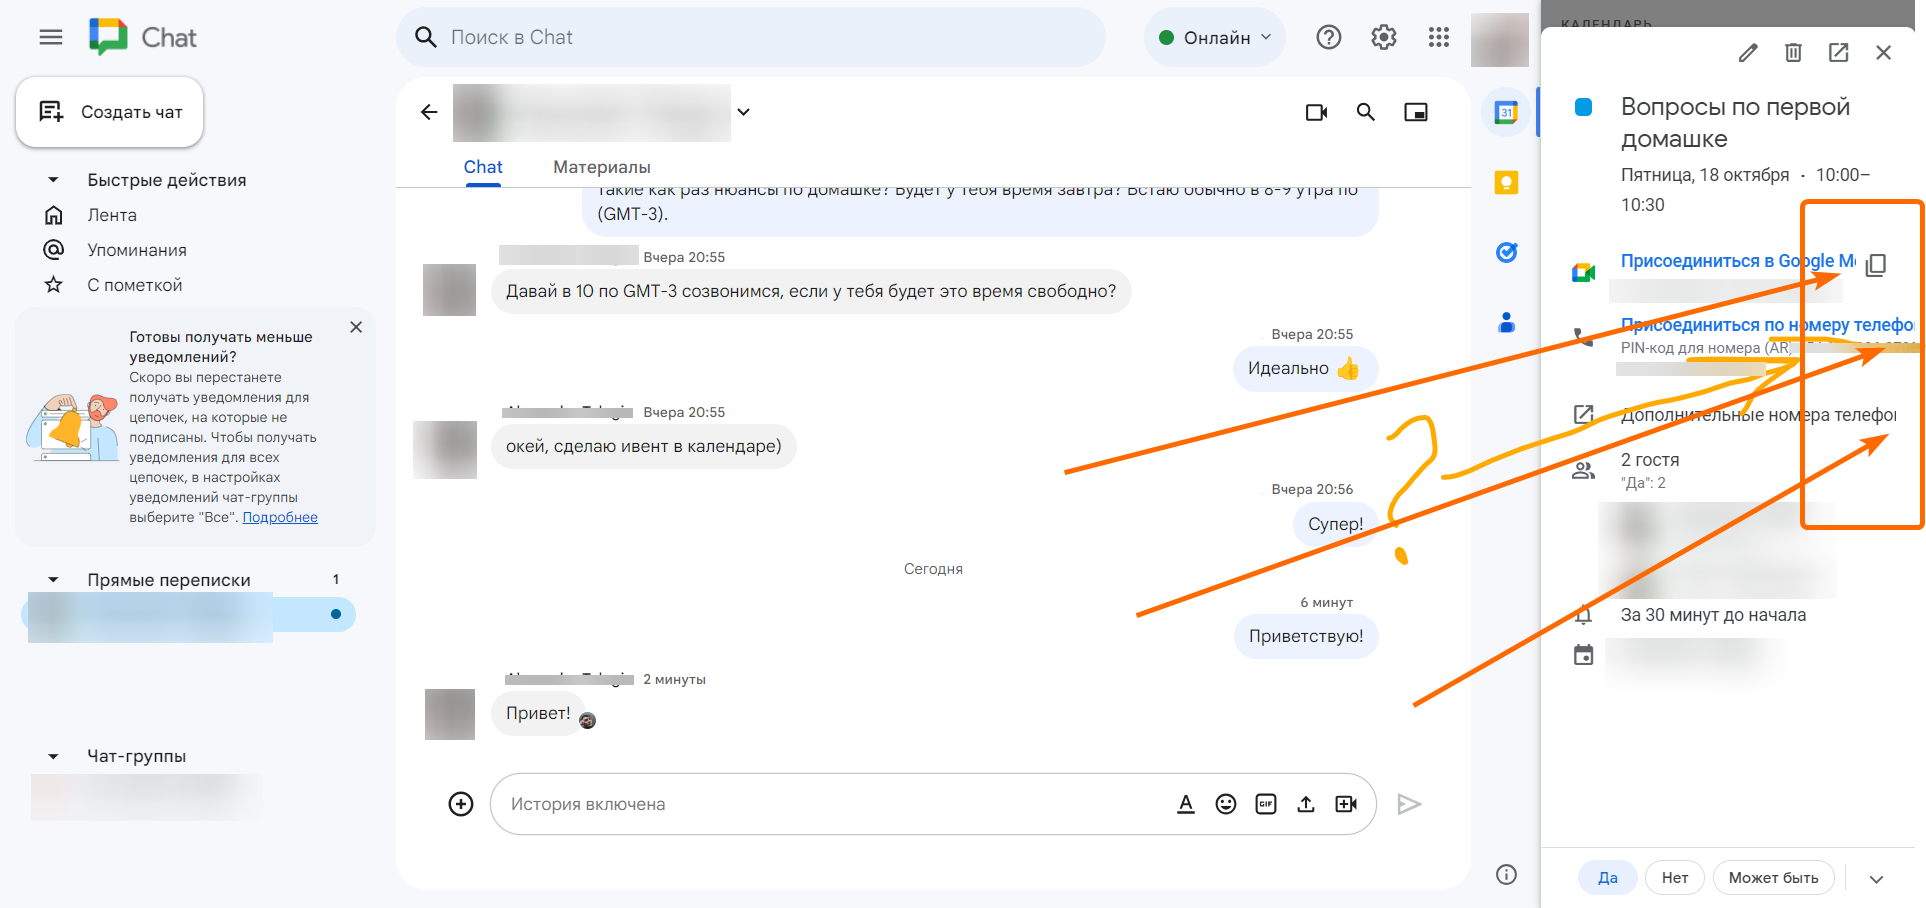 Chat
Поиск в Chat
Онлайн
КАЛЕНДАРЬ
Создать чат
Быстрые действия
Лента
Упоминания
С пометкой
Готовы получать меньше
уведомлений?
Скоро вы перестанете
получать уведомления для
цепочек, на которые не
подписаны. Чтобы получать
уведомления для всех
цепочек, в настройках
уведомлений чат-группы
выберите "Все". Подробнее
Прямые переписки 1
Чат-группы
Chat Материалы
такие как раз нюансы по домашке? Будет у тебя время завтра? Встаю обычно в 8-9 утра по
(GMT-3).
Вчера 20:55
Давай в 10 по GMT-3 созвонимся, если у тебя будет это время свободно?
Вчера 20:55
Идеально 👍
Вчера 20:55
окей, сделаю ивент в календаре)
Вчера 20:56
Супер!
?
Сегодня
6 минут
Приветствую!
2 минуты
Привет!
История включена
GIF
31
Вопросы по первой
домашке
Пятница, 18 октября · 10:00–
10:30
Присоединиться в Google
Присоединиться по номеру телефо
PIN-код для номера (AR)
Дополнительные номера телефо
2 гостя
"Да": 2
За 30 минут до начала
Да Нет Может быть